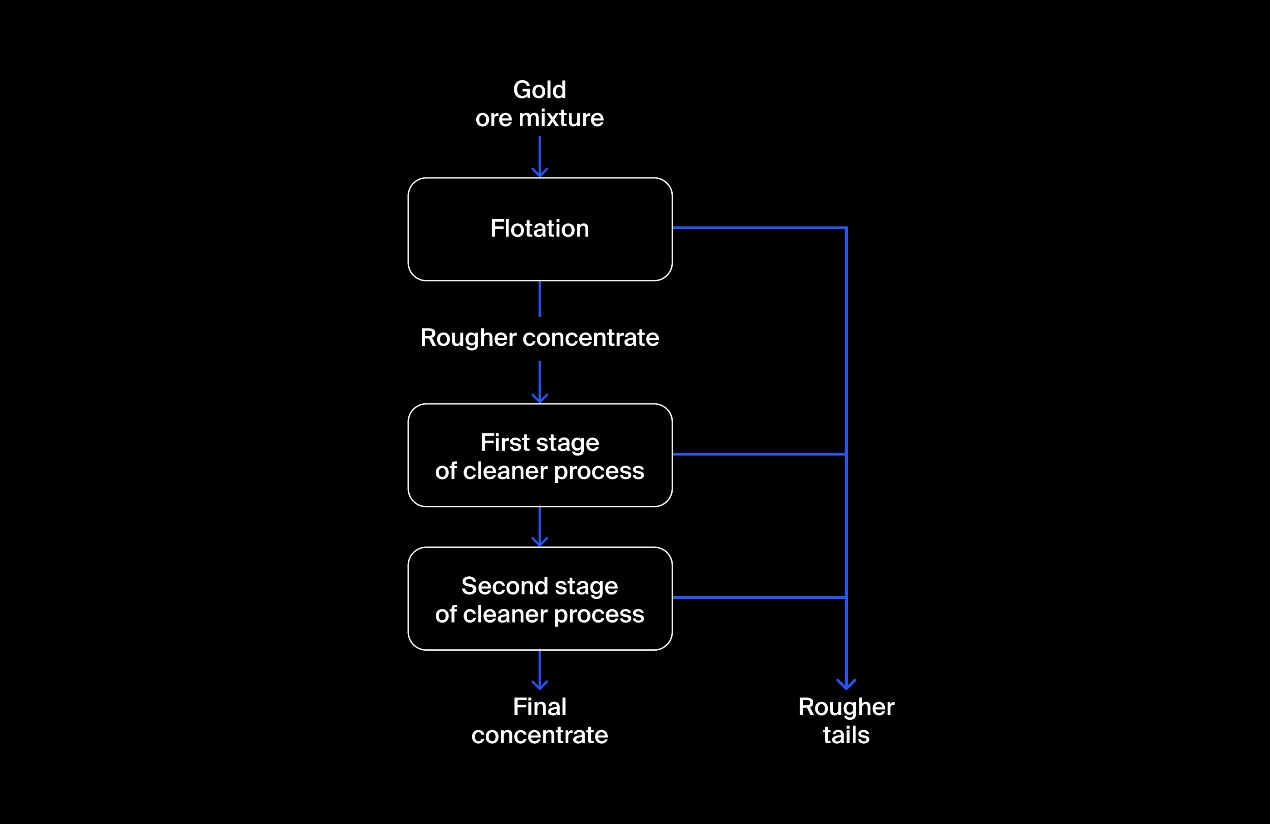 Gold
ore mixture
Flotation
Rougher concentrate
First stage
of cleaner process
Second stage
of cleaner process
Final
concentrate
Rougher
tails